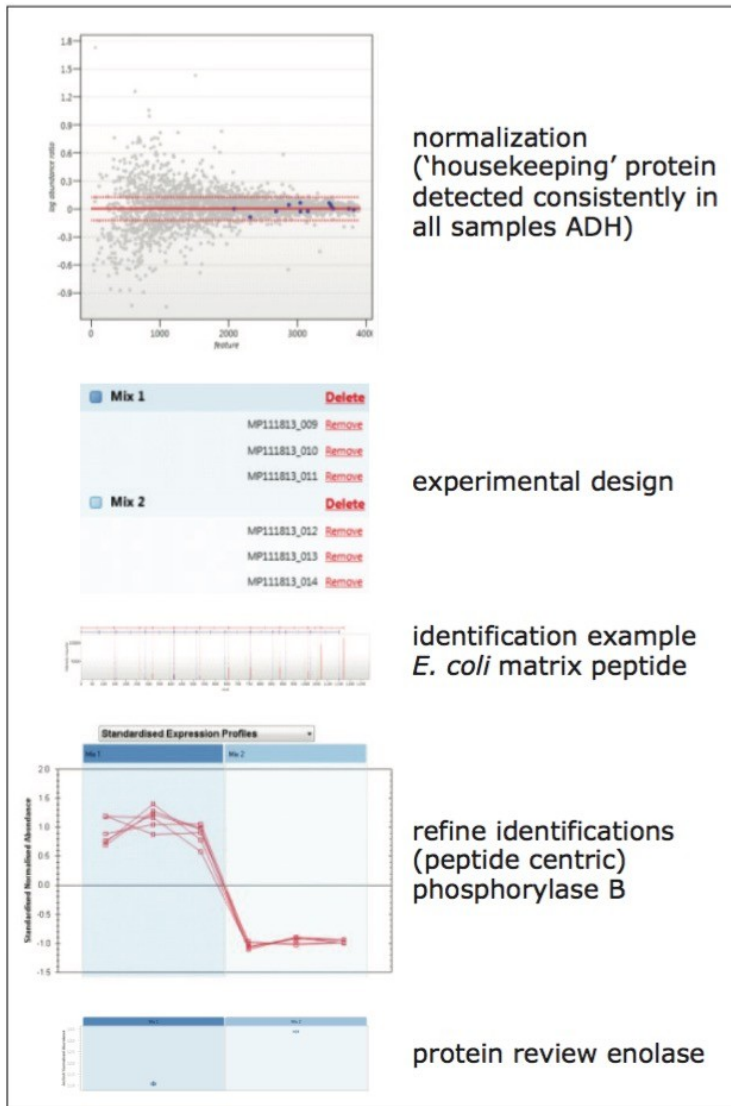 1.8
1.5
1.2
0.9
0.6
0.3
0
-0.3
-0.6
-0.9
log abundance ratio
0 1000 2000 3000 4000
feature
normalization
(‘housekeeping’ protein
detected consistently in
all samples ADH)
Mix 1 Delete
MP111813_009 Remove
MP111813_010 Remove
MP111813_011 Remove
Mix 2 Delete
MP111813_012 Remove
MP111813_013 Remove
MP111813_014 Remove
experimental design
identification example
E. coli matrix peptide
Standardised Expression Profiles
Mix 1 Mix 2
Standardised Normalised Abundance
2.0
1.5
1.0
0.5
0.0
-0.5
-1.0
-1.5
refine identifications
(peptide centric)
phosphorylase B
protein review enolase